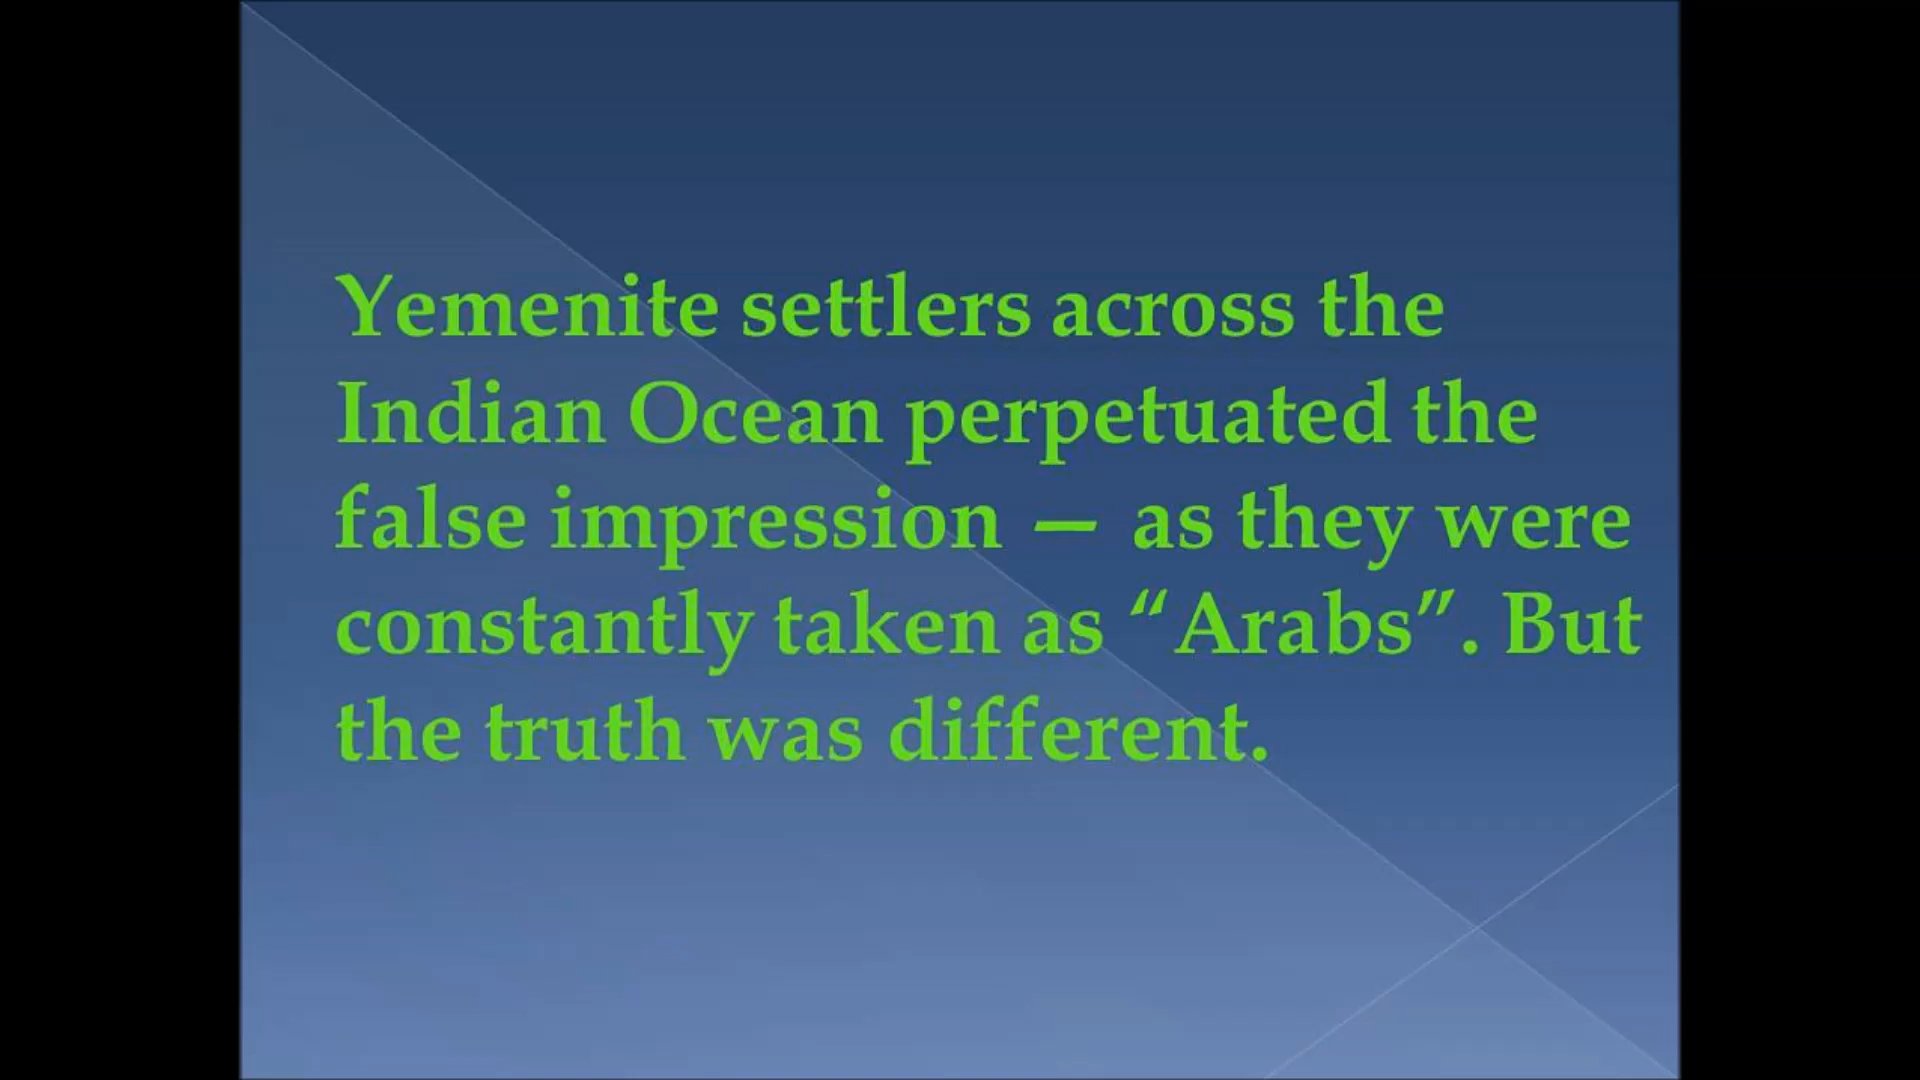 Yemenite settlers across the
Indian Ocean perpetuated the
false impression — as they were
constantly taken as “Arabs”. But
the truth was different.